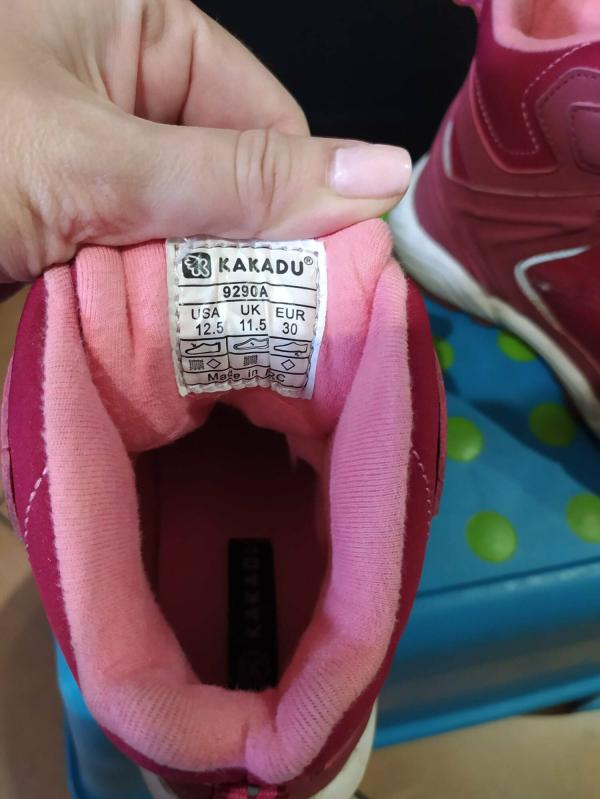 KAKADU®
9290A
USA UK EUR
12.5 11.5 30
Made in PRC
KAKADU